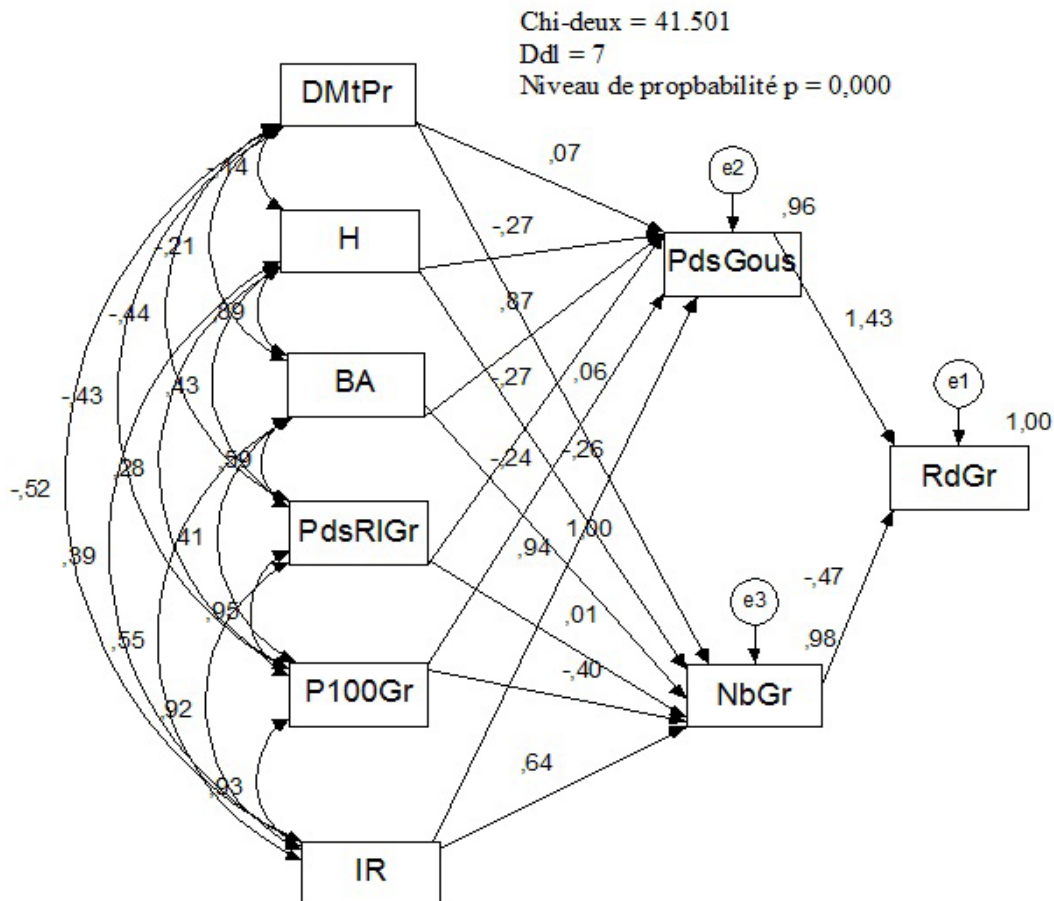 Chi-deux = 41.501
Ddl = 7
Niveau de propbabilité p = 0,000
DMtPr
H
BA
PdsRlGr
P100Gr
IR
-,14
-,21
-,44
,89
-,43
,43
,59
,28
-,52
,41
,39
,95
,55
,92
,93
,07
-,27
,87
-,27
,06
-,24
-,26
,94
1,00
,01
-,40
,64
e2
,96
PdsGous
1,43
e1
1,00
RdGr
-,47
e3
,98
NbGr